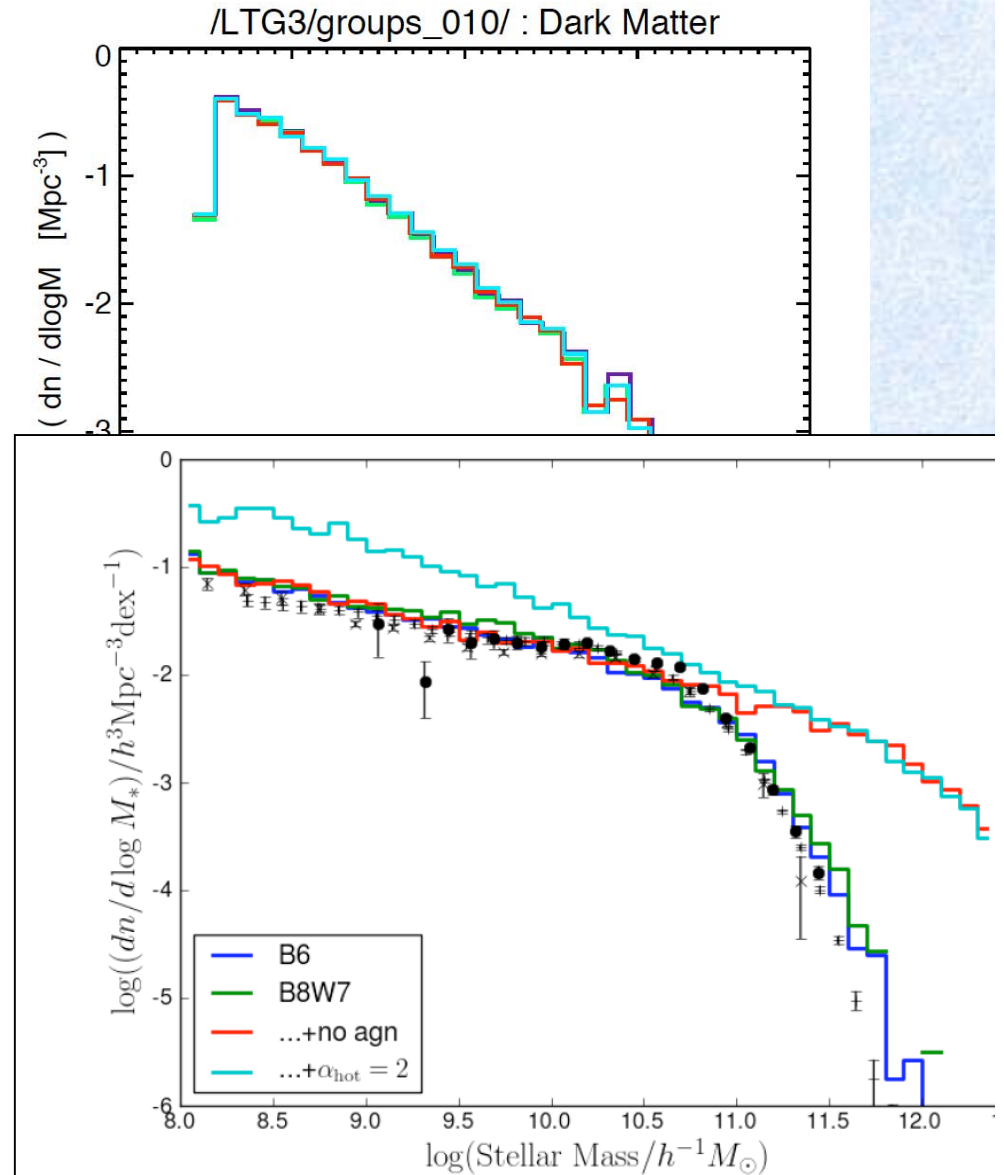 /LTG3/groups_010/ : Dark Matter
0
-1
-2
-3
( dn / dlogM [Mpc⁻³] )
0
-1
-2
-3
-4
-5
-6
log((dn/d log M_*)/h³Mpc⁻³dex⁻¹)
B6
B8W7
...+no agn
...+α_hot = 2
8.0 8.5 9.0 9.5 10.0 10.5 11.0 11.5 12.0
log(Stellar Mass/h⁻¹M_⊙)